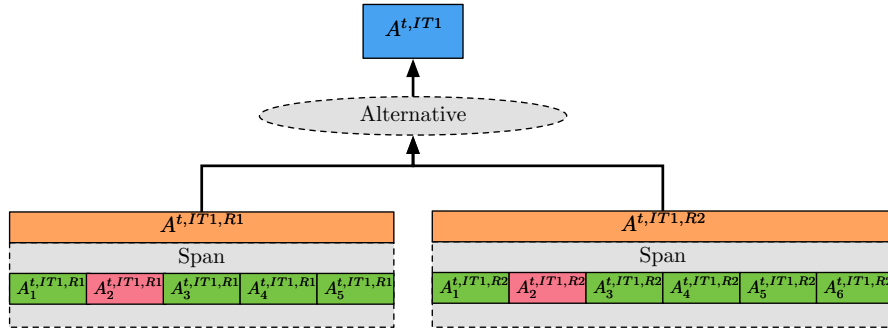 A^{t,IT1}
Alternative
A^{t,IT1,R1} A^{t,IT1,R2}
Span Span
A_1^{t,IT1,R1} A_2^{t,IT1,R1} A_3^{t,IT1,R1} A_4^{t,IT1,R1} A_5^{t,IT1,R1} A_1^{t,IT1,R2} A_2^{t,IT1,R2} A_3^{t,IT1,R2} A_4^{t,IT1,R2} A_5^{t,IT1,R2} A_6^{t,IT1,R2}